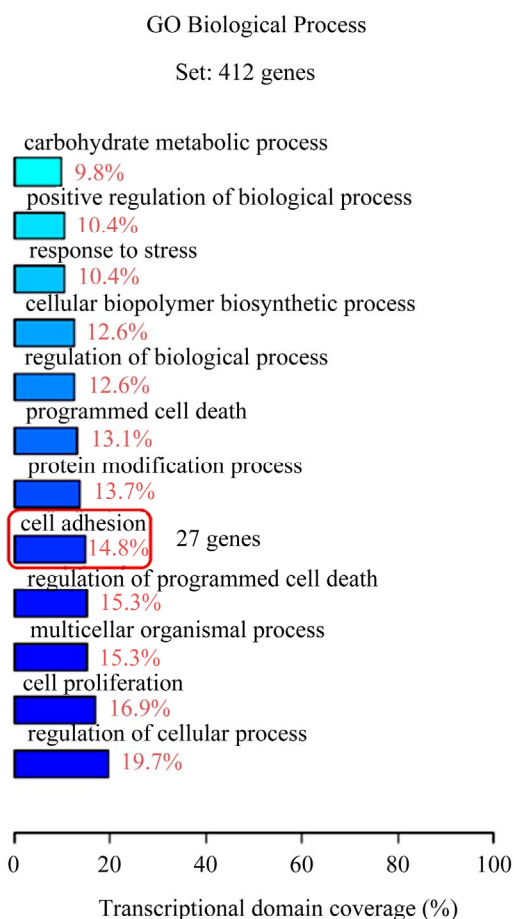 GO Biological Process
Set: 412 genes
carbohydrate metabolic process
9.8%
positive regulation of biological process
10.4%
response to stress
10.4%
cellular biopolymer biosynthetic process
12.6%
regulation of biological process
12.6%
programmed cell death
13.1%
protein modification process
13.7%
cell adhesion
14.8% 27 genes
regulation of programmed cell death
15.3%
multicellar organismal process
15.3%
cell proliferation
16.9%
regulation of cellular process
19.7%
0 20 40 60 80 100
Transcriptional domain coverage (%)